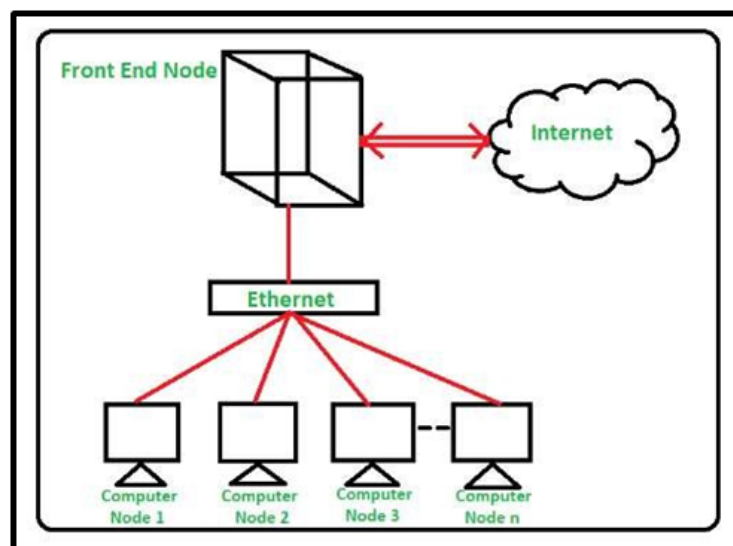 Front End Node
Internet
Ethernet
Computer
Node 1
Computer
Node 2
Computer
Node 3
Computer
Node n